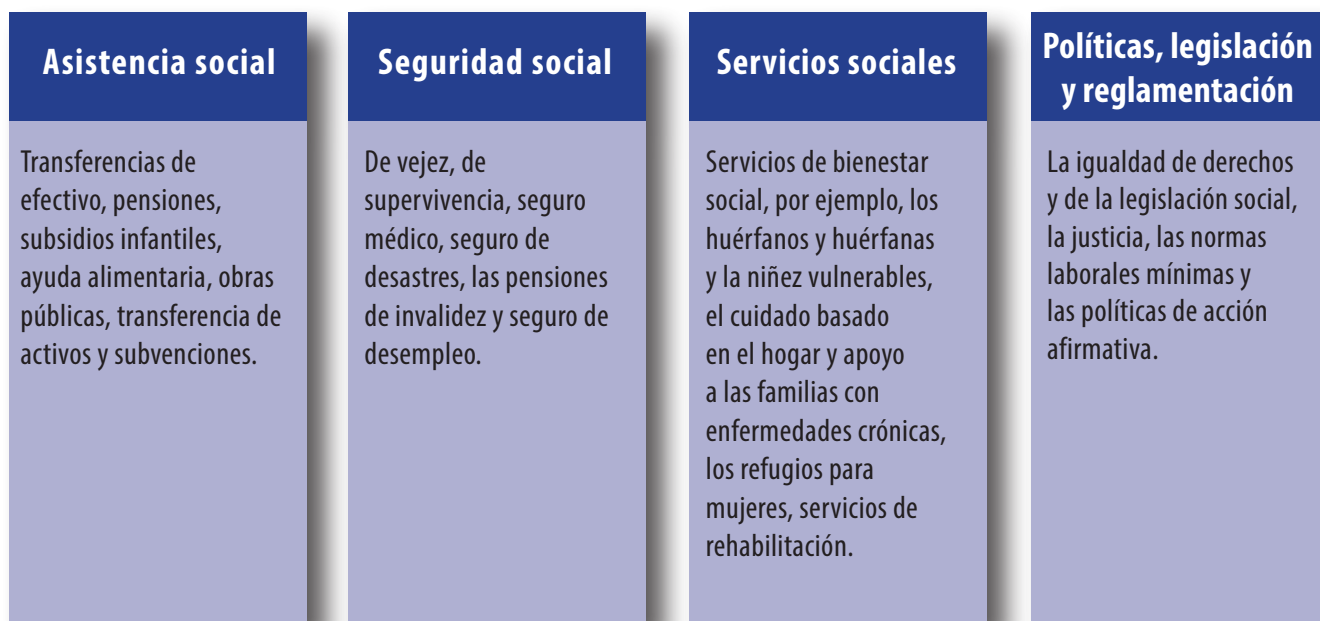 Asistencia social
Transferencias de
efectivo, pensiones,
subsidios infantiles,
ayuda alimentaria, obras
públicas, transferencia de
activos y subvenciones.
Seguridad social
De vejez, de
supervivencia, seguro
médico, seguro de
desastres, las pensiones
de invalidez y seguro de
desempleo.
Servicios sociales
Servicios de bienestar
social, por ejemplo, los
huérfanos y huérfanas
y la niñez vulnerables,
el cuidado basado
en el hogar y apoyo
a las familias con
enfermedades crónicas,
los refugios para
mujeres, servicios de
rehabilitación.
Políticas, legislación
y reglamentación
La igualdad de derechos
y de la legislación social,
la justicia, las normas
laborales mínimas y
las políticas de acción
afirmativa.